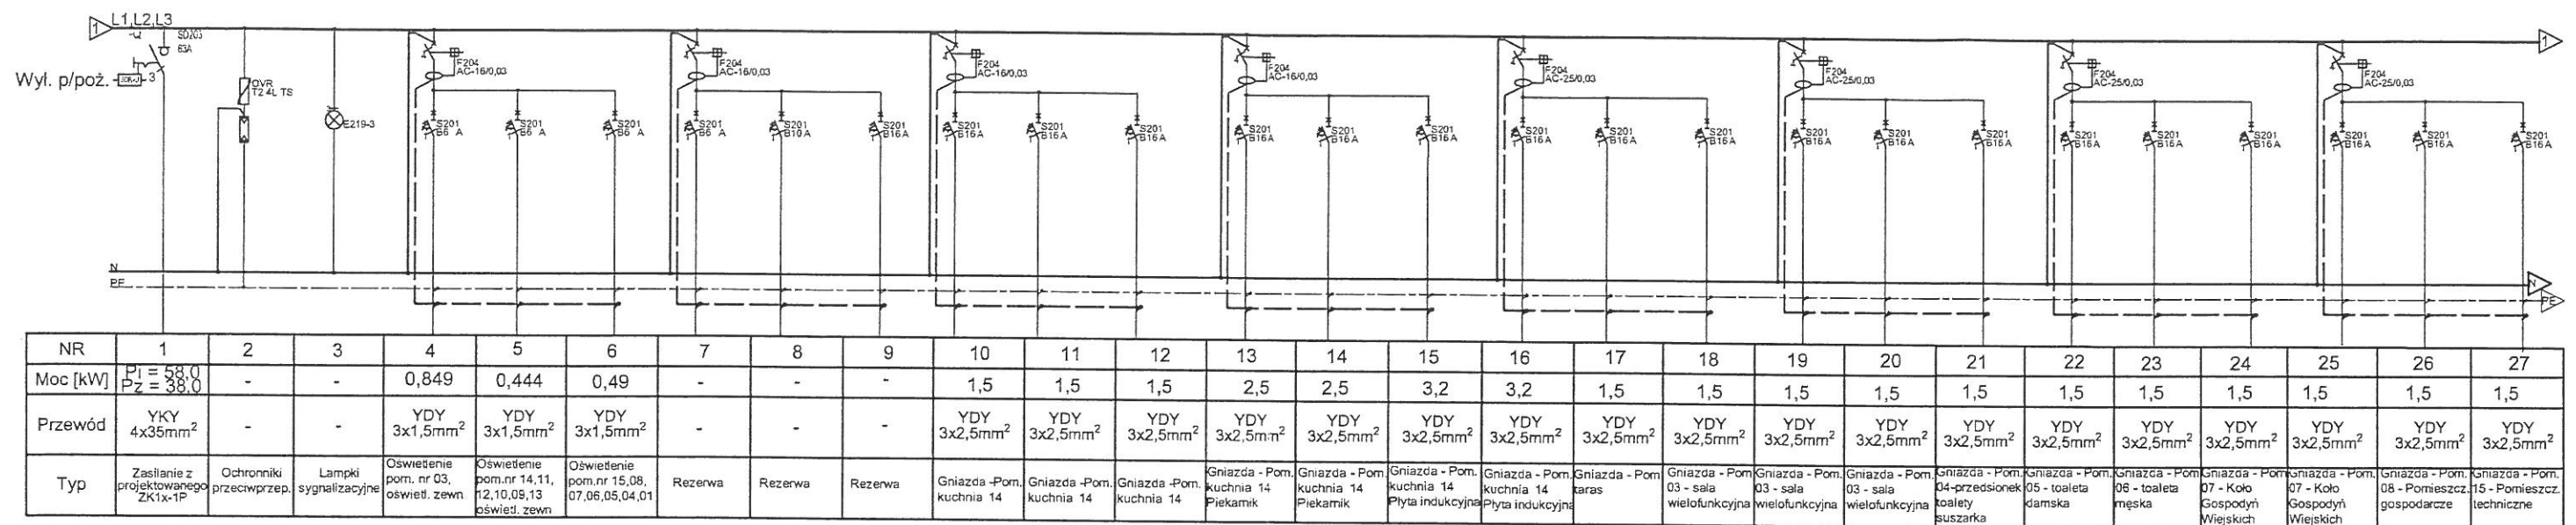 1
L1,L2,L3
SD203
63A
Wył. p/poż.
3
OVR
T2 4L TS
E219-3
F204
AC-16/0,03
F204
AC-16/0,03
F204
AC-16/0,03
F204
AC-16/0,03
F204
AC-25/0,03
F204
AC-25/0,03
F204
AC-25/0,03
F204
AC-25/0,03
1
S201
B6 A
S201
B6 A
S201
B6 A
S201
B6 A
S201
B10 A
S201
B16 A
S201
B16 A
S201
B16 A
S201
B16 A
S201
B16 A
S201
B16 A
S201
B16 A
S201
B16 A
S201
B16 A
S201
B16 A
S201
B16 A
S201
B16 A
S201
B16 A
S201
B16 A
S201
B16 A
S201
B16 A
S201
B16 A
S201
B16 A
S201
B16 A
N
PE
N
PE
NR 1 2 3 4 5 6 7 8 9 10 11 12 13 14 15 16 17 18 19 20 21 22 23 24 25 26 27
Moc [kW] Pi = 58,0 Pz = 38,0 - - 0,849 0,444 0,49 - - - 1,5 1,5 1,5 2,5 2,5 3,2 3,2 1,5 1,5 1,5 1,5 1,5 1,5 1,5 1,5 1,5 1,5 1,5
Przewód
YKY
4x35mm²
-
-
YDY
3x1,5mm²
YDY
3x1,5mm²
YDY
3x1,5mm²
-
-
-
YDY
3x2,5mm²
YDY
3x2,5mm²
YDY
3x2,5mm²
YDY
3x2,5mm²
YDY
3x2,5mm²
YDY
3x2,5mm²
YDY
3x2,5mm²
YDY
3x2,5mm²
YDY
3x2,5mm²
YDY
3x2,5mm²
YDY
3x2,5mm²
YDY
3x2,5mm²
YDY
3x2,5mm²
YDY
3x2,5mm²
YDY
3x2,5mm²
YDY
3x2,5mm²
YDY
3x2,5mm²
YDY
3x2,5mm²
Typ
Zasilanie z
projektowanego
ZK1x-1P
Ochronniki
przeciwprzep.
Lampki
sygnalizacyjne
Oświetlenie
pom. nr 03,
oświetl. zewn
Oświetlenie
pom.nr 14,11,
12,10,09,13
oświetl. zewn
Oświetlenie
pom.nr 15,08,
07,06,05,04,01
Rezerwa
Rezerwa
Rezerwa
Gniazda -Pom.
kuchnia 14
Gniazda -Pom.
kuchnia 14
Gniazda -Pom.
kuchnia 14
Gniazda - Pom.
kuchnia 14
Piekarnik
Gniazda - Pom.
kuchnia 14
Piekarnik
Gniazda - Pom.
kuchnia 14
Płyta indukcyjna
Gniazda - Pom.
kuchnia 14
Płyta indukcyjna
Gniazda - Pom
taras
Gniazda - Pom
03 - sala
wielofunkcyjna
Gniazda - Pom.
03 - sala
wielofunkcyjna
Gniazda - Pom.
03 - sala
wielofunkcyjna
Gniazda - Pom.
04-przedsionek
toalety
suszarka
Gniazda - Pom.
05 - toaleta
damska
Gniazda - Pom
06 - toaleta
męska
Gniazda - Pom
07 - Koło
Gospodyń
Wiejskich
Gniazda - Pom.
07 - Koło
Gospodyń
Wiejskich
Gniazda - Pom.
08 - Pomieszcz.
gospodarcze
Gniazda - Pom.
15 - Pomieszcz.
techniczne